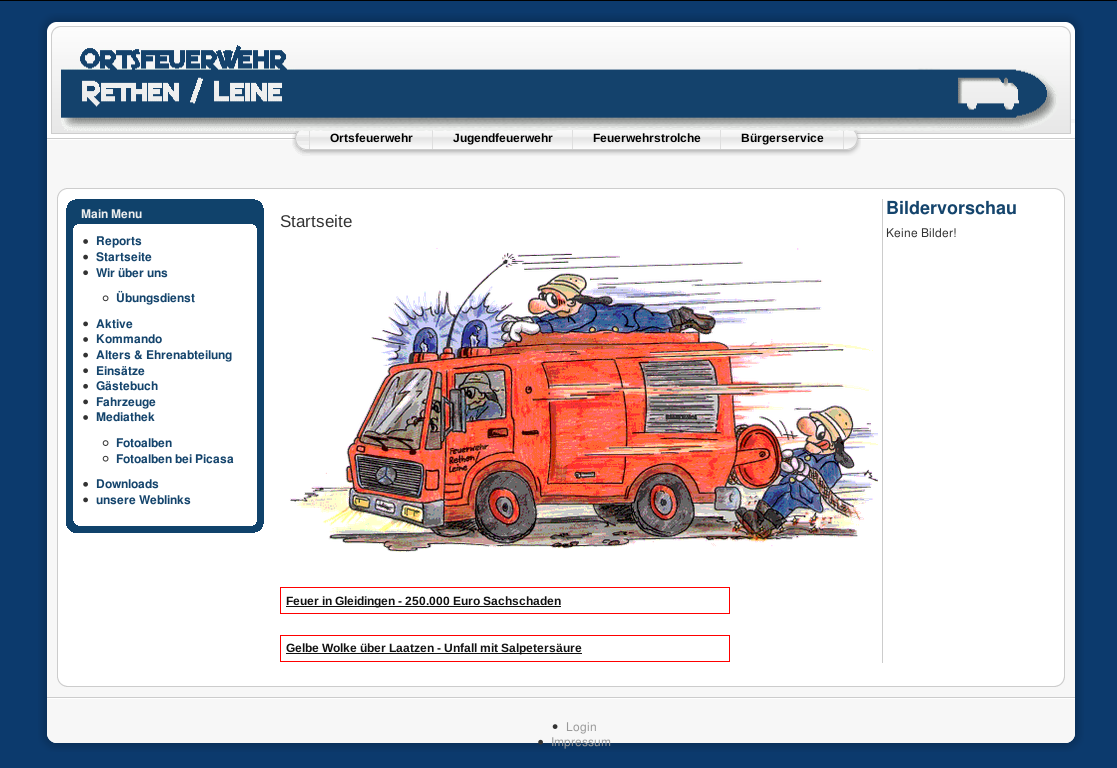 ORTSFEUERWEHR
RETHEN / LEINE
Ortsfeuerwehr Jugendfeuerwehr Feuerwehrstrolche Bürgerservice
Main Menu
Reports
Startseite
Wir über uns
Übungsdienst
Aktive
Kommando
Alters & Ehrenabteilung
Einsätze
Gästebuch
Fahrzeuge
Mediathek
Fotoalben
Fotoalben bei Picasa
Downloads
unsere Weblinks
Startseite
Feuerwehr
Rethen/
Leine
Feuer in Gleidingen - 250.000 Euro Sachschaden
Gelbe Wolke über Laatzen - Unfall mit Salpetersäure
Bildervorschau
Keine Bilder!
Login
Impressum